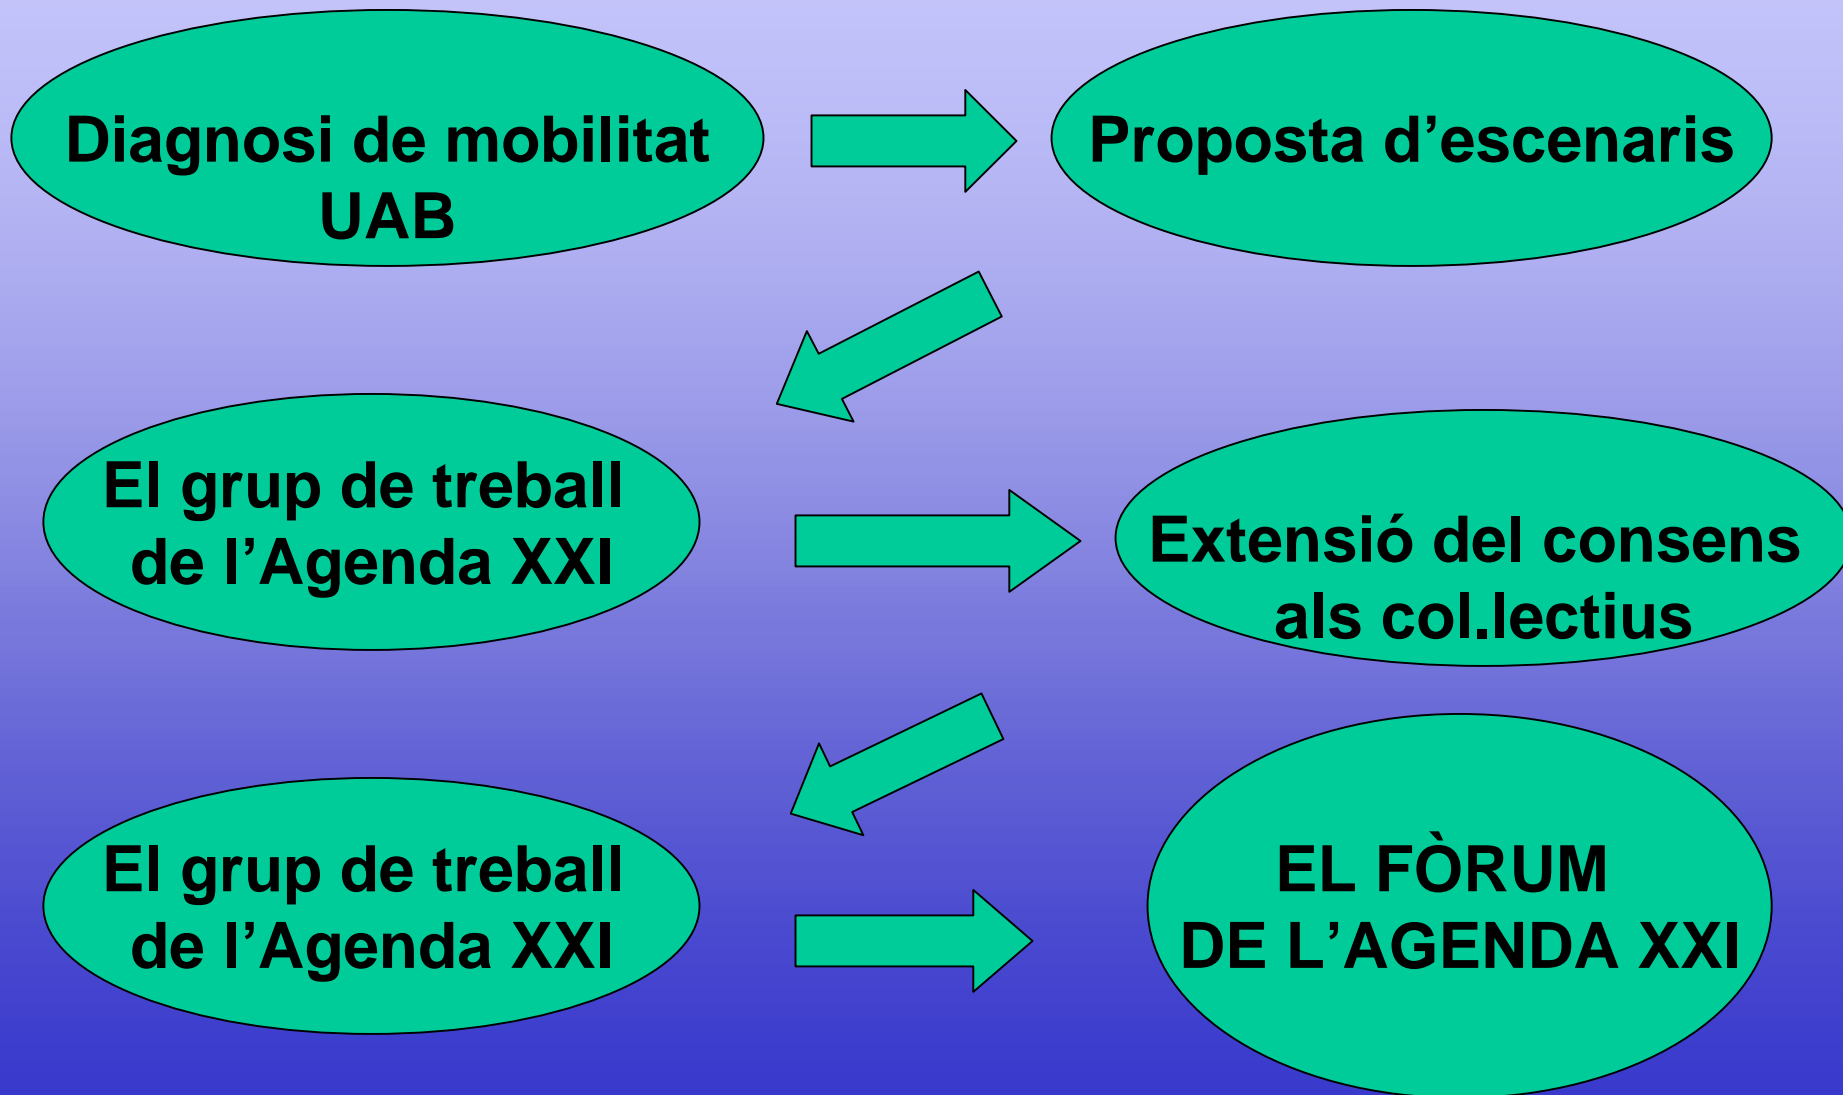 Diagnosi de mobilitat
UAB
Proposta d’escenaris
El grup de treball
de l’Agenda XXI
Extensió del consens
als col.lectius
El grup de treball
de l’Agenda XXI
EL FÒRUM
DE L’AGENDA XXI